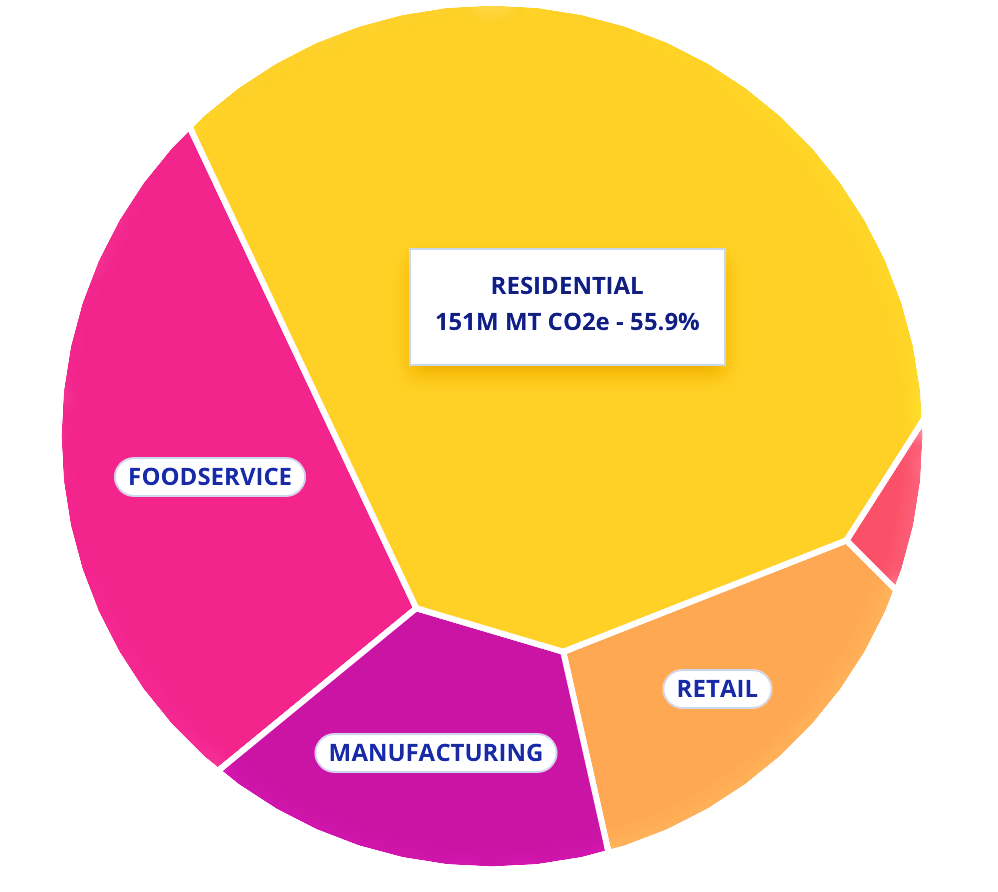 RESIDENTIAL
151M MT CO2e - 55.9%
FOODSERVICE
RETAIL
MANUFACTURING